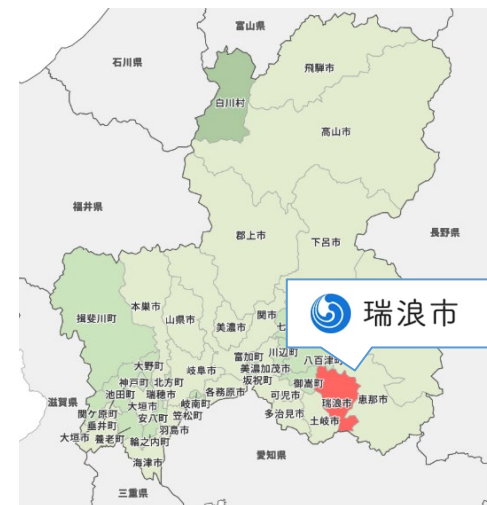 富山県
石川県
飛騨市
白川村
高山市
福井県
郡上市
下呂市
長野県
瑞浪市
本巣市
揖斐川町
山県市
関市
七
美濃市
川辺町
富加町
八百津町
大野町
美濃加茂市
岐阜市
坂祝町
御嵩町
神戸町
北方町
各務原市
可児市
恵那市
池田町
瑞穂市
岐南町
瑞浪市
滋賀県
大垣市
笠松町
多治見市
関ケ原町
安八町
土岐市
垂井町
羽島市
大垣市
養老町
輪之内町
愛知県
海津市
三重県